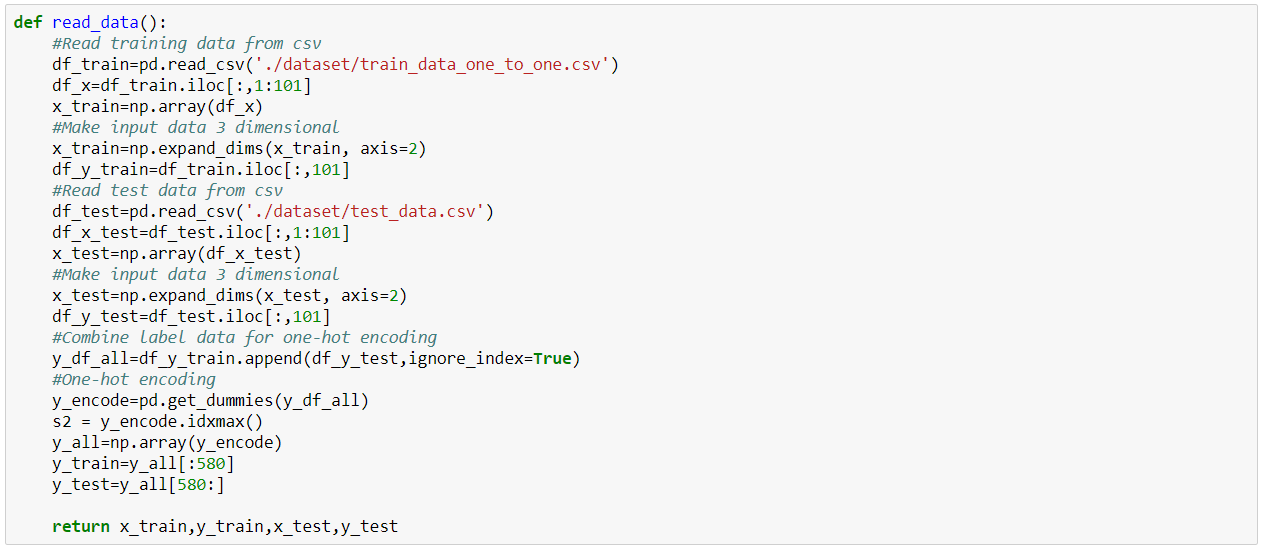 def read_data():
    #Read training data from csv
    df_train=pd.read_csv('./dataset/train_data_one_to_one.csv')
    df_x=df_train.iloc[:,1:101]
    x_train=np.array(df_x)
    #Make input data 3 dimensional
    x_train=np.expand_dims(x_train, axis=2)
    df_y_train=df_train.iloc[:,101]
    #Read test data from csv
    df_test=pd.read_csv('./dataset/test_data.csv')
    df_x_test=df_test.iloc[:,1:101]
    x_test=np.array(df_x_test)
    #Make input data 3 dimensional
    x_test=np.expand_dims(x_test, axis=2)
    df_y_test=df_test.iloc[:,101]
    #Combine label data for one-hot encoding
    y_df_all=df_y_train.append(df_y_test,ignore_index=True)
    #One-hot encoding
    y_encode=pd.get_dummies(y_df_all)
    s2 = y_encode.idxmax()
    y_all=np.array(y_encode)
    y_train=y_all[:580]
    y_test=y_all[580:]

    return x_train,y_train,x_test,y_test